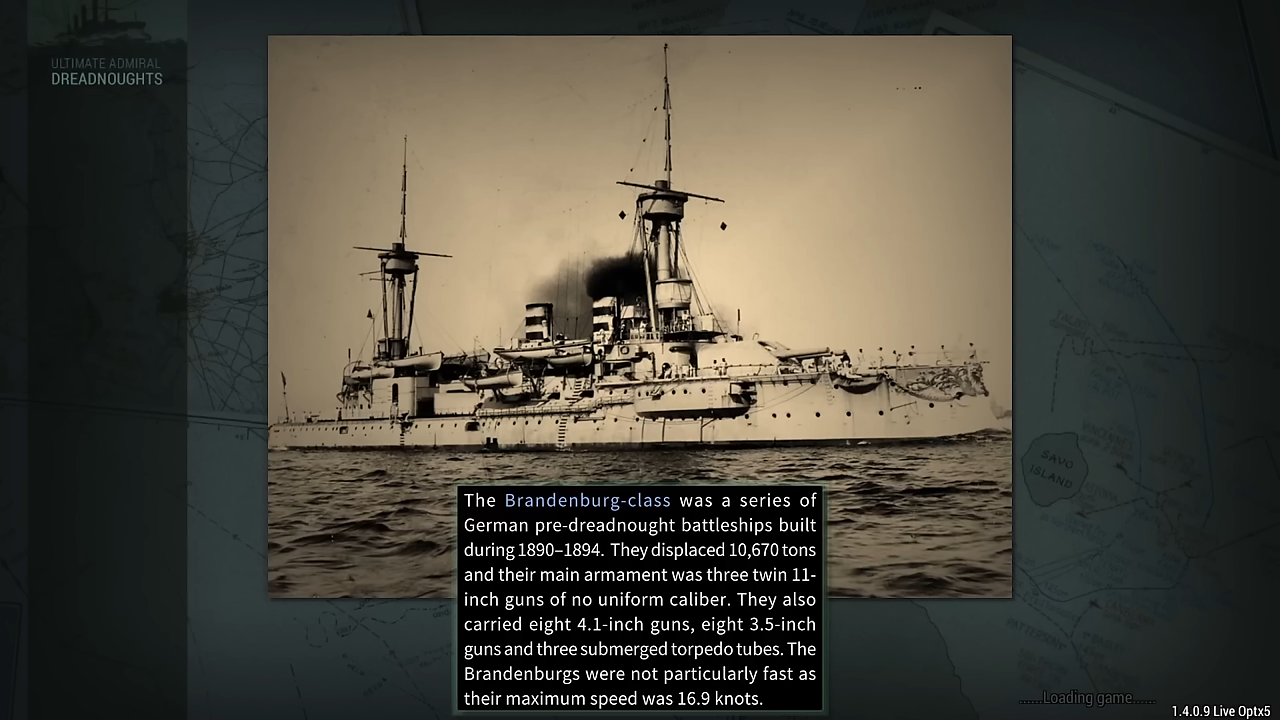 ULTIMATE ADMIRAL
DREADNOUGHTS
The Brandenburg-class was a series of
German pre-dreadnought battleships built
during 1890–1894. They displaced 10,670 tons
and their main armament was three twin 11-
inch guns of no uniform caliber. They also
carried eight 4.1-inch guns, eight 3.5-inch
guns and three submerged torpedo tubes. The
Brandenburgs were not particularly fast as
their maximum speed was 16.9 knots.
SAVO
ISLAND
......Loading game......
1.4.0.9 Live Optx5